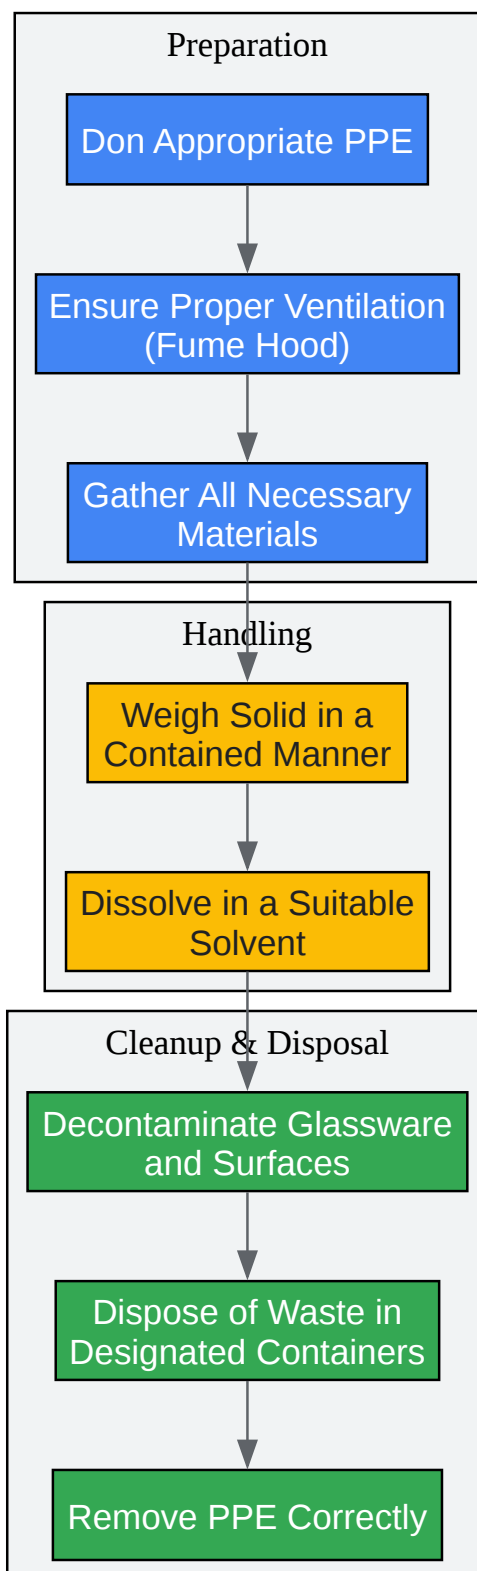 Preparation
Don Appropriate PPE
Ensure Proper Ventilation
(Fume Hood)
Gather All Necessary
Materials
Handling
Weigh Solid in a
Contained Manner
Dissolve in a Suitable
Solvent
Cleanup & Disposal
Decontaminate Glassware
and Surfaces
Dispose of Waste in
Designated Containers
Remove PPE Correctly